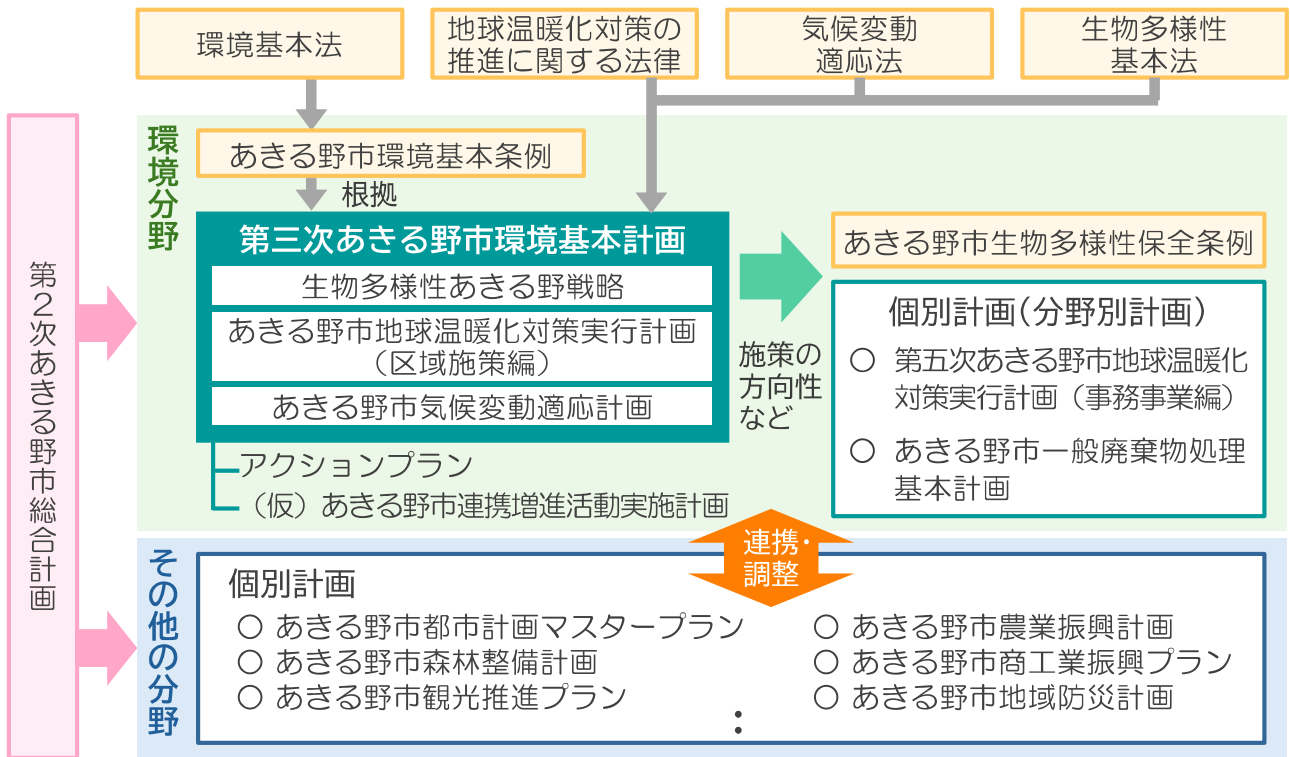 環境基本法
地球温暖化対策の
推進に関する法律
気候変動
適応法
生物多様性
基本法
第２次あきる野市総合計画
環境分野
あきる野市環境基本条例
根拠
第三次あきる野市環境基本計画
生物多様性あきる野戦略
あきる野市地球温暖化対策実行計画
（区域施策編）
あきる野市気候変動適応計画
アクションプラン
（仮）あきる野市連携増進活動実施計画
施策の
方向性
など
あきる野市生物多様性保全条例
個別計画（分野別計画）
○ 第五次あきる野市地球温暖化
対策実行計画（事務事業編）
○ あきる野市一般廃棄物処理
基本計画
連携・
調整
その他の分野
個別計画
○ あきる野市都市計画マスタープラン
○ あきる野市森林整備計画
○ あきる野市観光推進プラン
○ あきる野市農業振興計画
○ あきる野市商工業振興プラン
○ あきる野市地域防災計画
：